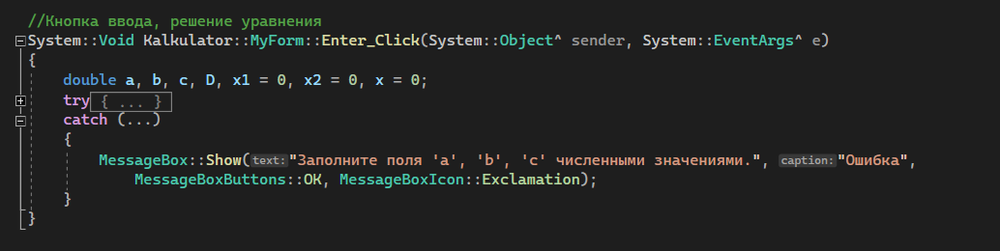 //Кнопка ввода, решение уравнения
System::Void Kalkulator::MyForm::Enter_Click(System::Object^ sender, System::EventArgs^ e)
{
double a, b, c, D, x1 = 0, x2 = 0, x = 0;
try { ... }
catch (...)
{
MessageBox::Show(text:"Заполните поля 'a', 'b', 'c' численными значениями.", caption:"Ошибка",
MessageBoxButtons::OK, MessageBoxIcon::Exclamation);
}
}